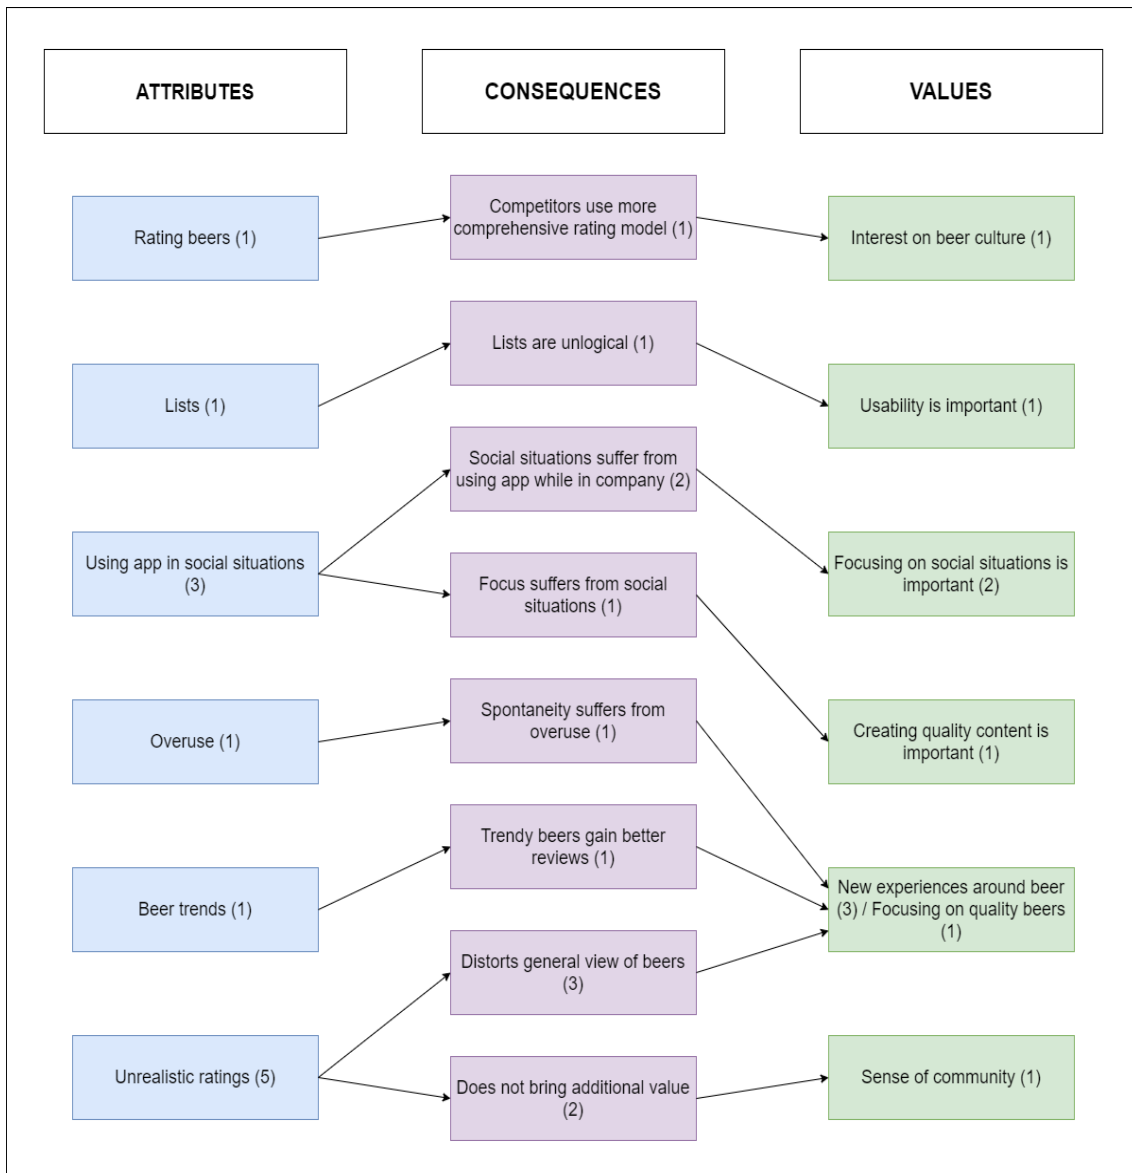 ATTRIBUTES
CONSEQUENCES
VALUES
Rating beers (1)
Competitors use more
comprehensive rating model (1)
Interest on beer culture (1)
Lists (1)
Lists are unlogical (1)
Usability is important (1)
Using app in social situations
(3)
Social situations suffer from
using app while in company (2)
Focusing on social situations is
important (2)
Focus suffers from social
situations (1)
Creating quality content is
important (1)
Overuse (1)
Spontaneity suffers from
overuse (1)
Beer trends (1)
Trendy beers gain better
reviews (1)
New experiences around beer
(3) / Focusing on quality beers
(1)
Unrealistic ratings (5)
Distorts general view of beers
(3)
Does not bring additional value
(2)
Sense of community (1)